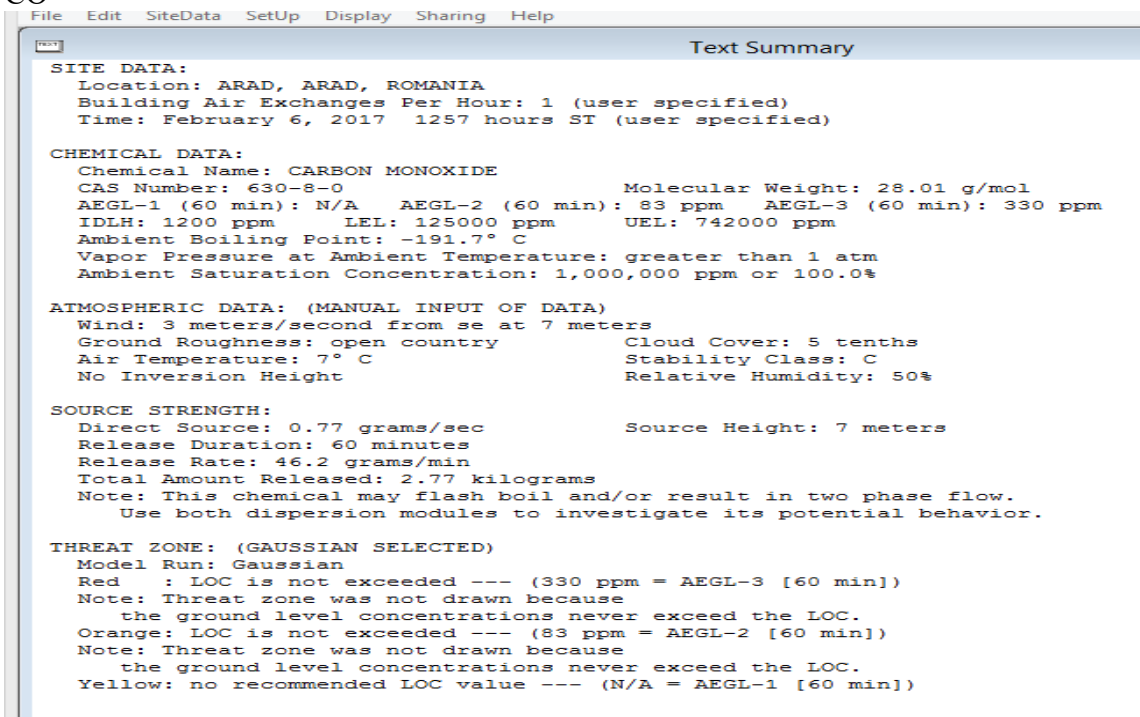 CO
File Edit SiteData SetUp Display Sharing Help
TEXT
Text Summary
SITE DATA:
Location: ARAD, ARAD, ROMANIA
Building Air Exchanges Per Hour: 1 (user specified)
Time: February 6, 2017 1257 hours ST (user specified)
CHEMICAL DATA:
Chemical Name: CARBON MONOXIDE
CAS Number: 630-8-0 Molecular Weight: 28.01 g/mol
AEGL-1 (60 min): N/A AEGL-2 (60 min): 83 ppm AEGL-3 (60 min): 330 ppm
IDLH: 1200 ppm LEL: 125000 ppm UEL: 742000 ppm
Ambient Boiling Point: -191.7° C
Vapor Pressure at Ambient Temperature: greater than 1 atm
Ambient Saturation Concentration: 1,000,000 ppm or 100.0%
ATMOSPHERIC DATA: (MANUAL INPUT OF DATA)
Wind: 3 meters/second from se at 7 meters
Ground Roughness: open country Cloud Cover: 5 tenths
Air Temperature: 7° C Stability Class: C
No Inversion Height Relative Humidity: 50%
SOURCE STRENGTH:
Direct Source: 0.77 grams/sec Source Height: 7 meters
Release Duration: 60 minutes
Release Rate: 46.2 grams/min
Total Amount Released: 2.77 kilograms
Note: This chemical may flash boil and/or result in two phase flow.
Use both dispersion modules to investigate its potential behavior.
THREAT ZONE: (GAUSSIAN SELECTED)
Model Run: Gaussian
Red : LOC is not exceeded --- (330 ppm = AEGL-3 [60 min])
Note: Threat zone was not drawn because
the ground level concentrations never exceed the LOC.
Orange: LOC is not exceeded --- (83 ppm = AEGL-2 [60 min])
Note: Threat zone was not drawn because
the ground level concentrations never exceed the LOC.
Yellow: no recommended LOC value --- (N/A = AEGL-1 [60 min])